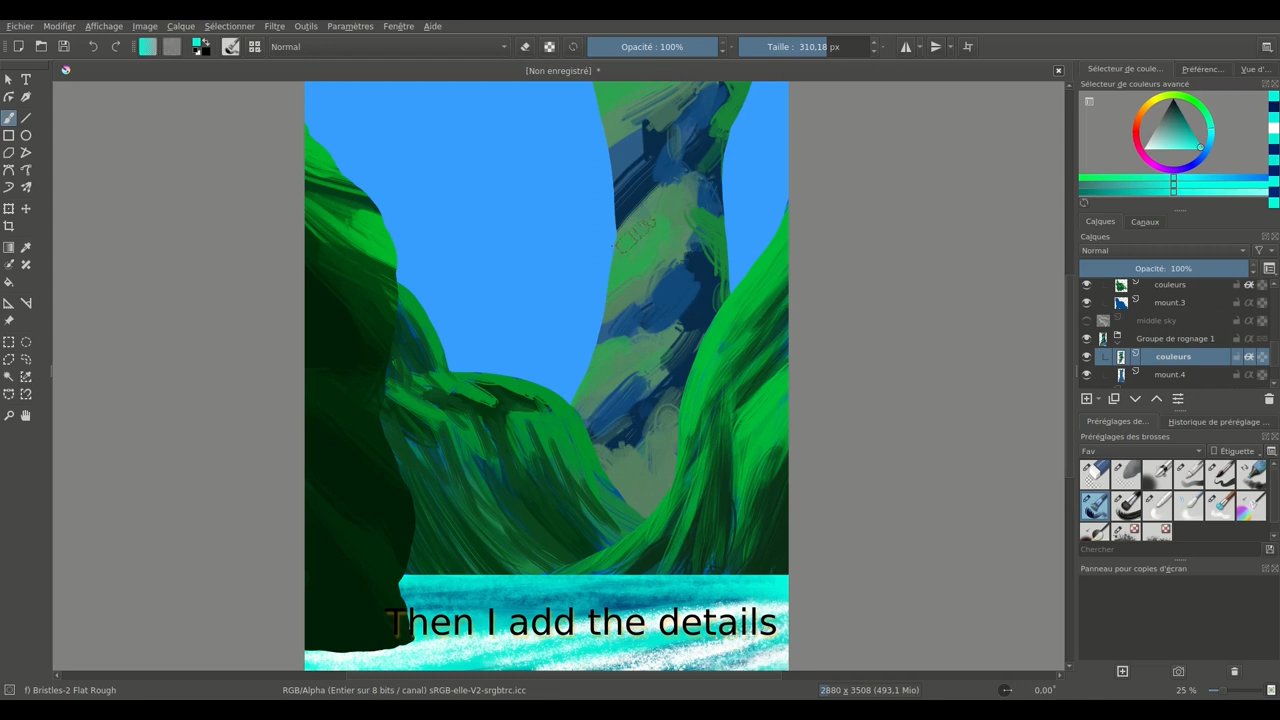 Fichier Modifier Affichage Image Calque Sélectionner Filtre Outils Paramètres Fenêtre Aide
Normal Opacité : 100% Taille : 310,18 px
[Non enregistré] *
Sélecteur de coule... Préférenc... Vue d'...
Sélecteur de couleurs avancé
Calques Canaux
Calques
Normal
Opacité: 100%
couleurs
mount.3
middle sky
Groupe de rognage 1
couleurs
mount.4
Préréglages de... Historique de préréglage ...
Préréglages des brosses
Fav Étiquette
Chercher
Panneau pour copies d'écran
Then I add the details
f) Bristles-2 Flat Rough RGB/Alpha (Entier sur 8 bits / canal) sRGB-elle-V2-srgbtrc.icc 2880 x 3508 (493,1 Mio) 0,00° 25 %